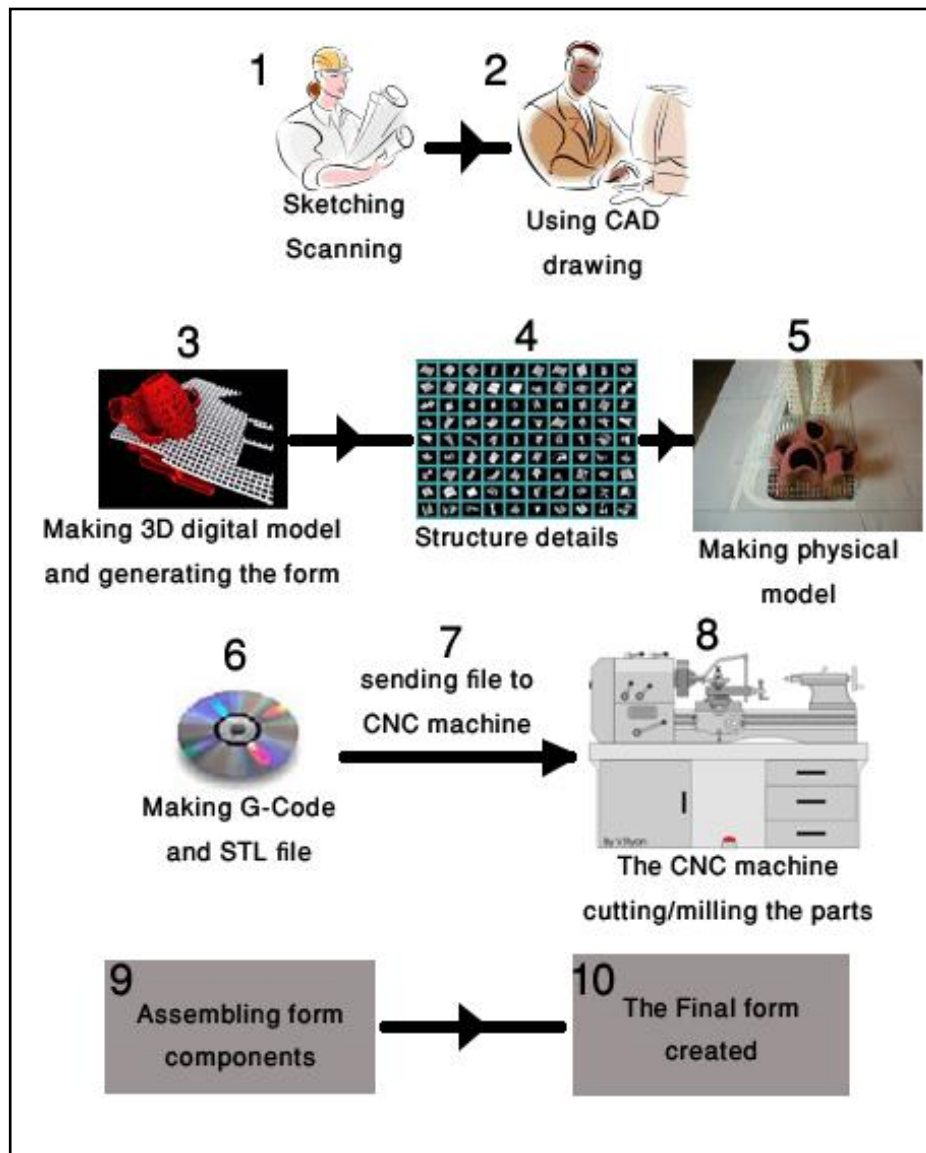 1
2
Sketching
Scanning
Using CAD
drawing
3
4
5
Making 3D digital model
and generating the form
Structure details
Making physical
model
6
7
8
sending file to
CNC machine
Making G-Code
and STL file
by V.Ryan
The CNC machine
cutting/milling the parts
9
Assembling form
components
10
The Final form
created